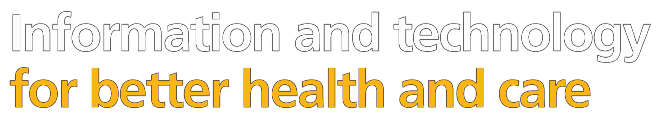 Information and technology
for better health and care